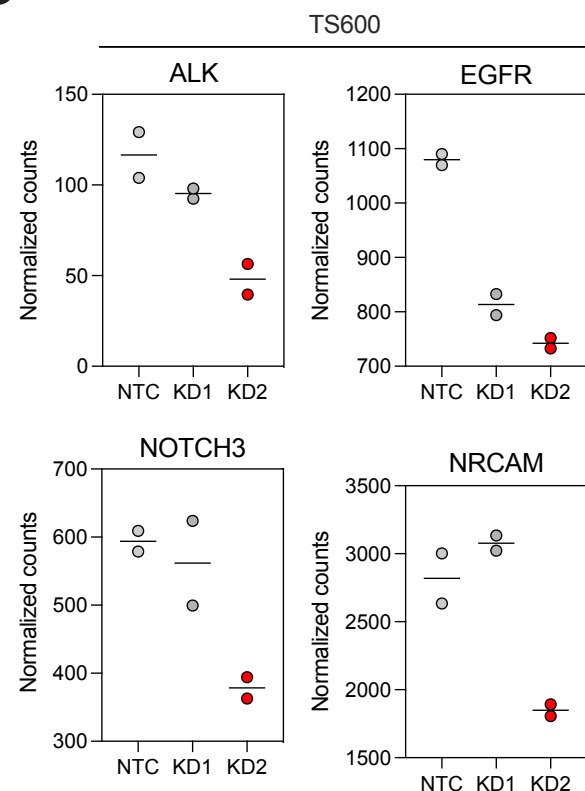 TS600
ALK
Normalized counts
150
100
50
0
NTC KD1 KD2
EGFR
Normalized counts
1200
1100
1000
900
800
700
NTC KD1 KD2
NOTCH3
Normalized counts
700
600
500
400
300
NTC KD1 KD2
NRCAM
Normalized counts
3500
3000
2500
2000
1500
NTC KD1 KD2